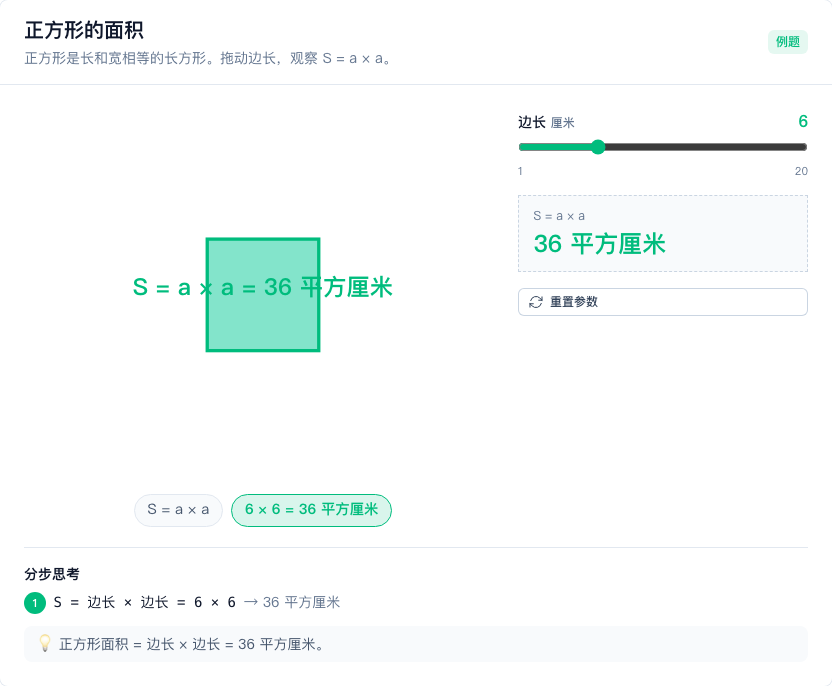 正方形的面积
正方形是长和宽相等的长方形。拖动边长，观察 S = a × a。
例题
边长 厘米
6
1
20
S = a × a
36 平方厘米
重置参数
S = a × a = 36 平方厘米
S = a × a
6 × 6 = 36 平方厘米
分步思考
1 S = 边长 × 边长 = 6 × 6 → 36 平方厘米
💡 正方形面积 = 边长 × 边长 = 36 平方厘米。